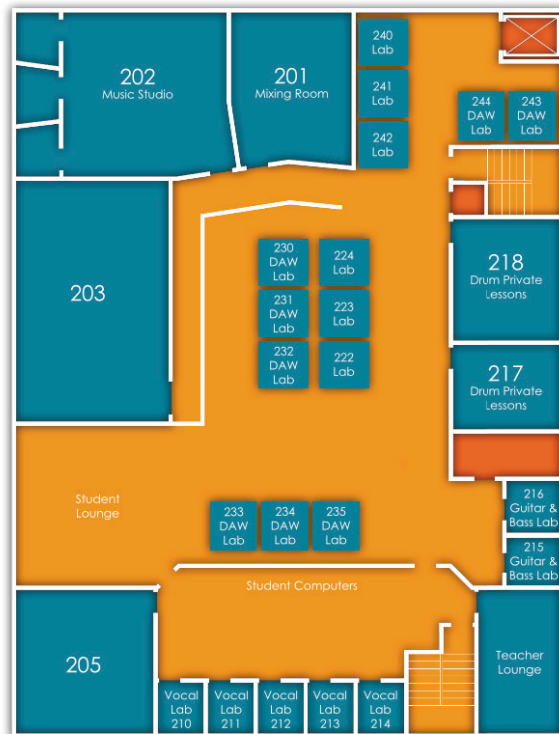 202
Music Studio
201
Mixing Room
240
Lab
241
Lab
242
Lab
244
DAW
Lab
243
DAW
Lab
203
230
DAW
Lab
224
Lab
231
DAW
Lab
223
Lab
232
DAW
Lab
222
Lab
218
Drum Private
Lessons
217
Drum Private
Lessons
Student
Lounge
233
DAW
Lab
234
DAW
Lab
235
DAW
Lab
216
Guitar &
Bass Lab
215
Guitar &
Bass Lab
Student Computers
205
Vocal
Lab
210
Vocal
Lab
211
Vocal
Lab
212
Vocal
Lab
213
Vocal
Lab
214
Teacher
Lounge